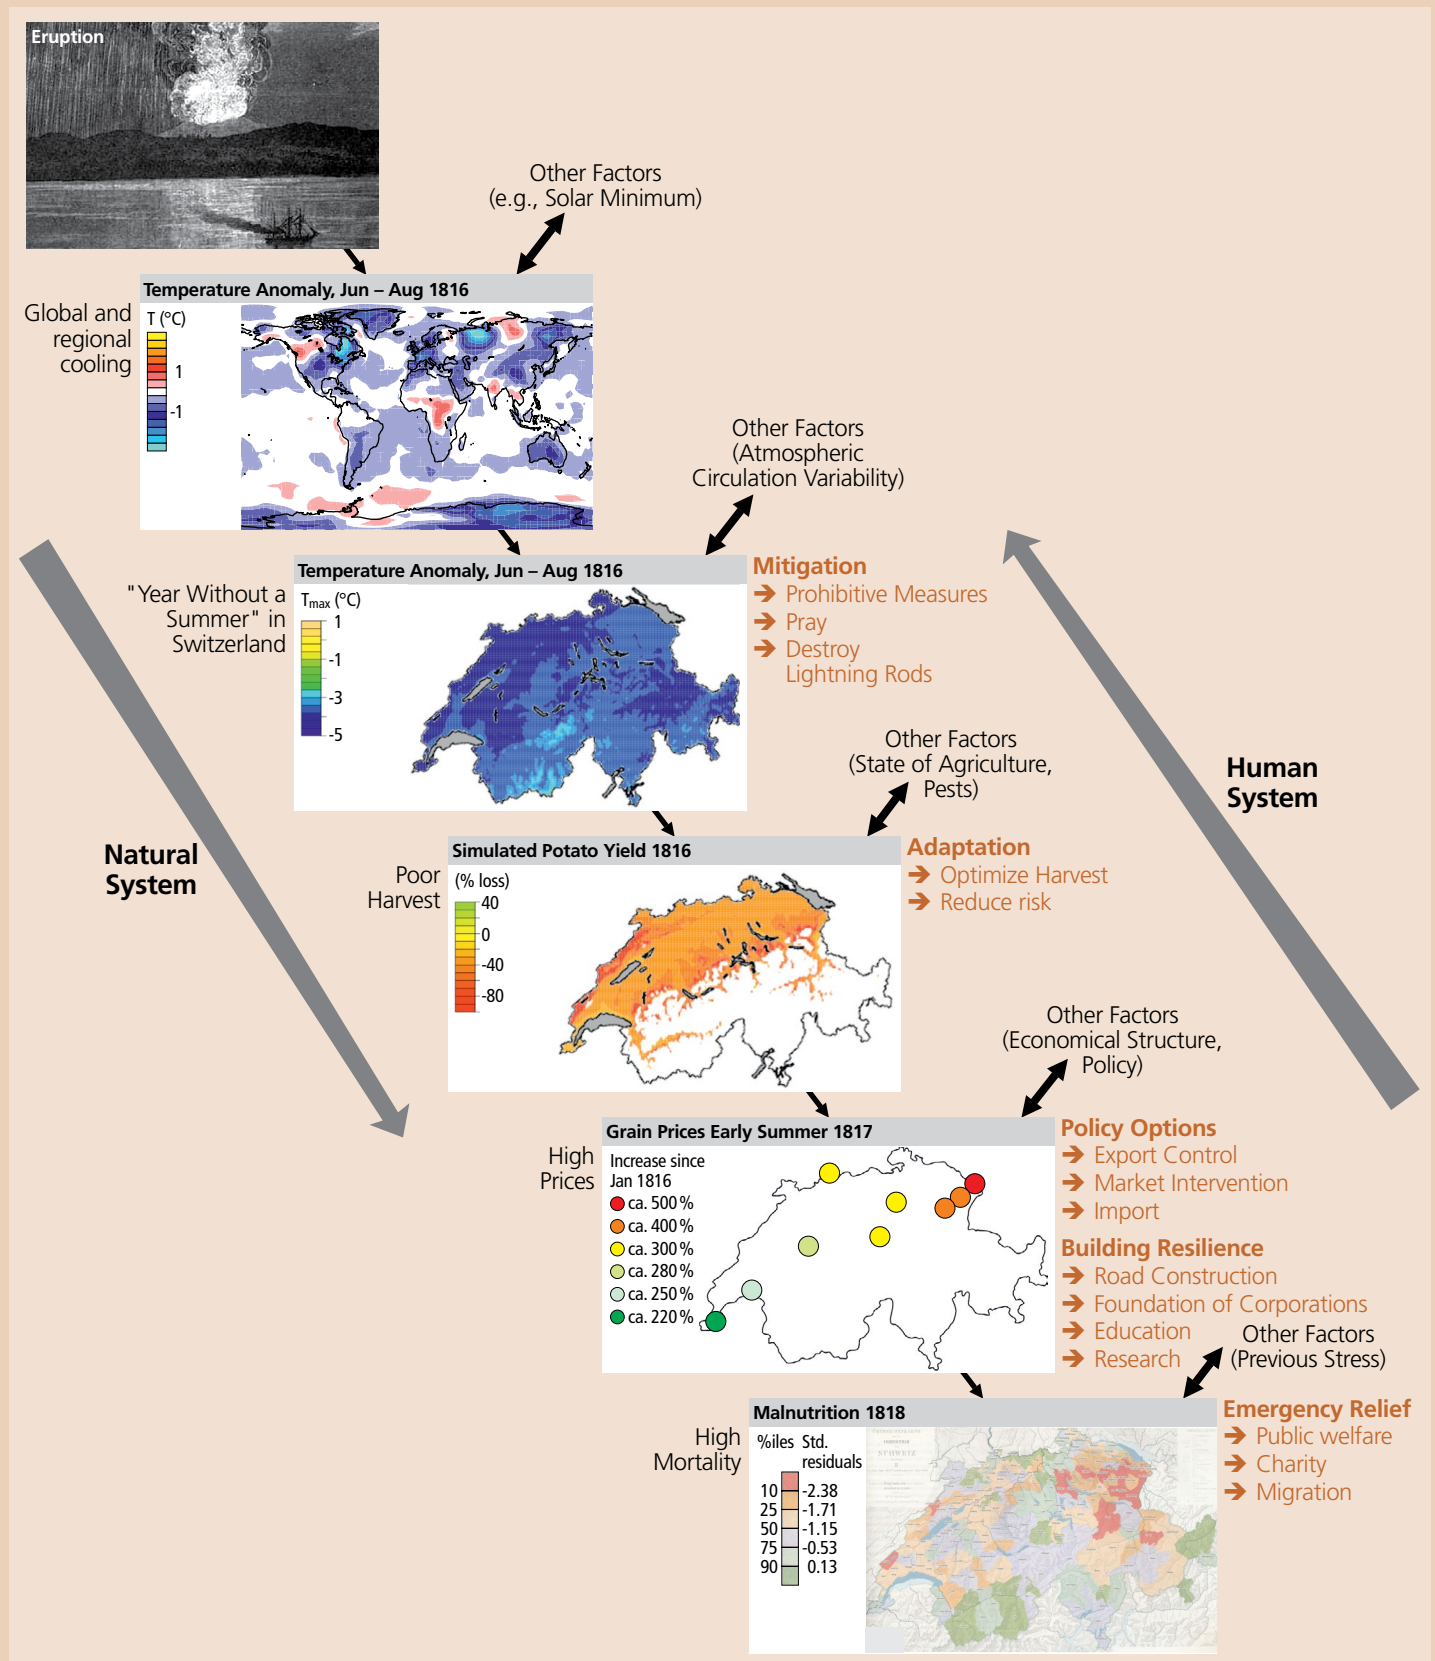 Eruption
Other Factors
(e.g., Solar Minimum)
Temperature Anomaly, Jun – Aug 1816
Global and
regional
cooling
T (°C)
1
-1
Other Factors
(Atmospheric
Circulation Variability)
Temperature Anomaly, Jun – Aug 1816
"Year Without a
Summer" in
Switzerland
Tmax (°C)
1
-1
-3
-5
Mitigation
➔ Prohibitive Measures
➔ Pray
➔ Destroy
Lightning Rods
Other Factors
(State of Agriculture,
Pests)
Human
System
Natural
System
Simulated Potato Yield 1816
Poor
Harvest
(% loss)
40
0
-40
-80
Adaptation
➔ Optimize Harvest
➔ Reduce risk
Other Factors
(Economical Structure,
Policy)
Grain Prices Early Summer 1817
High
Prices
Increase since
Jan 1816
ca. 500 %
ca. 400 %
ca. 300 %
ca. 280 %
ca. 250 %
ca. 220 %
Policy Options
➔ Export Control
➔ Market Intervention
➔ Import
Building Resilience
➔ Road Construction
➔ Foundation of Corporations
➔ Education
➔ Research
Other Factors
(Previous Stress)
Malnutrition 1818
High
Mortality
%iles Std.
residuals
10 -2.38
25 -1.71
50 -1.15
75 -0.53
90 0.13
SCHWEIZ
Emergency Relief
➔ Public welfare
➔ Charity
➔ Migration